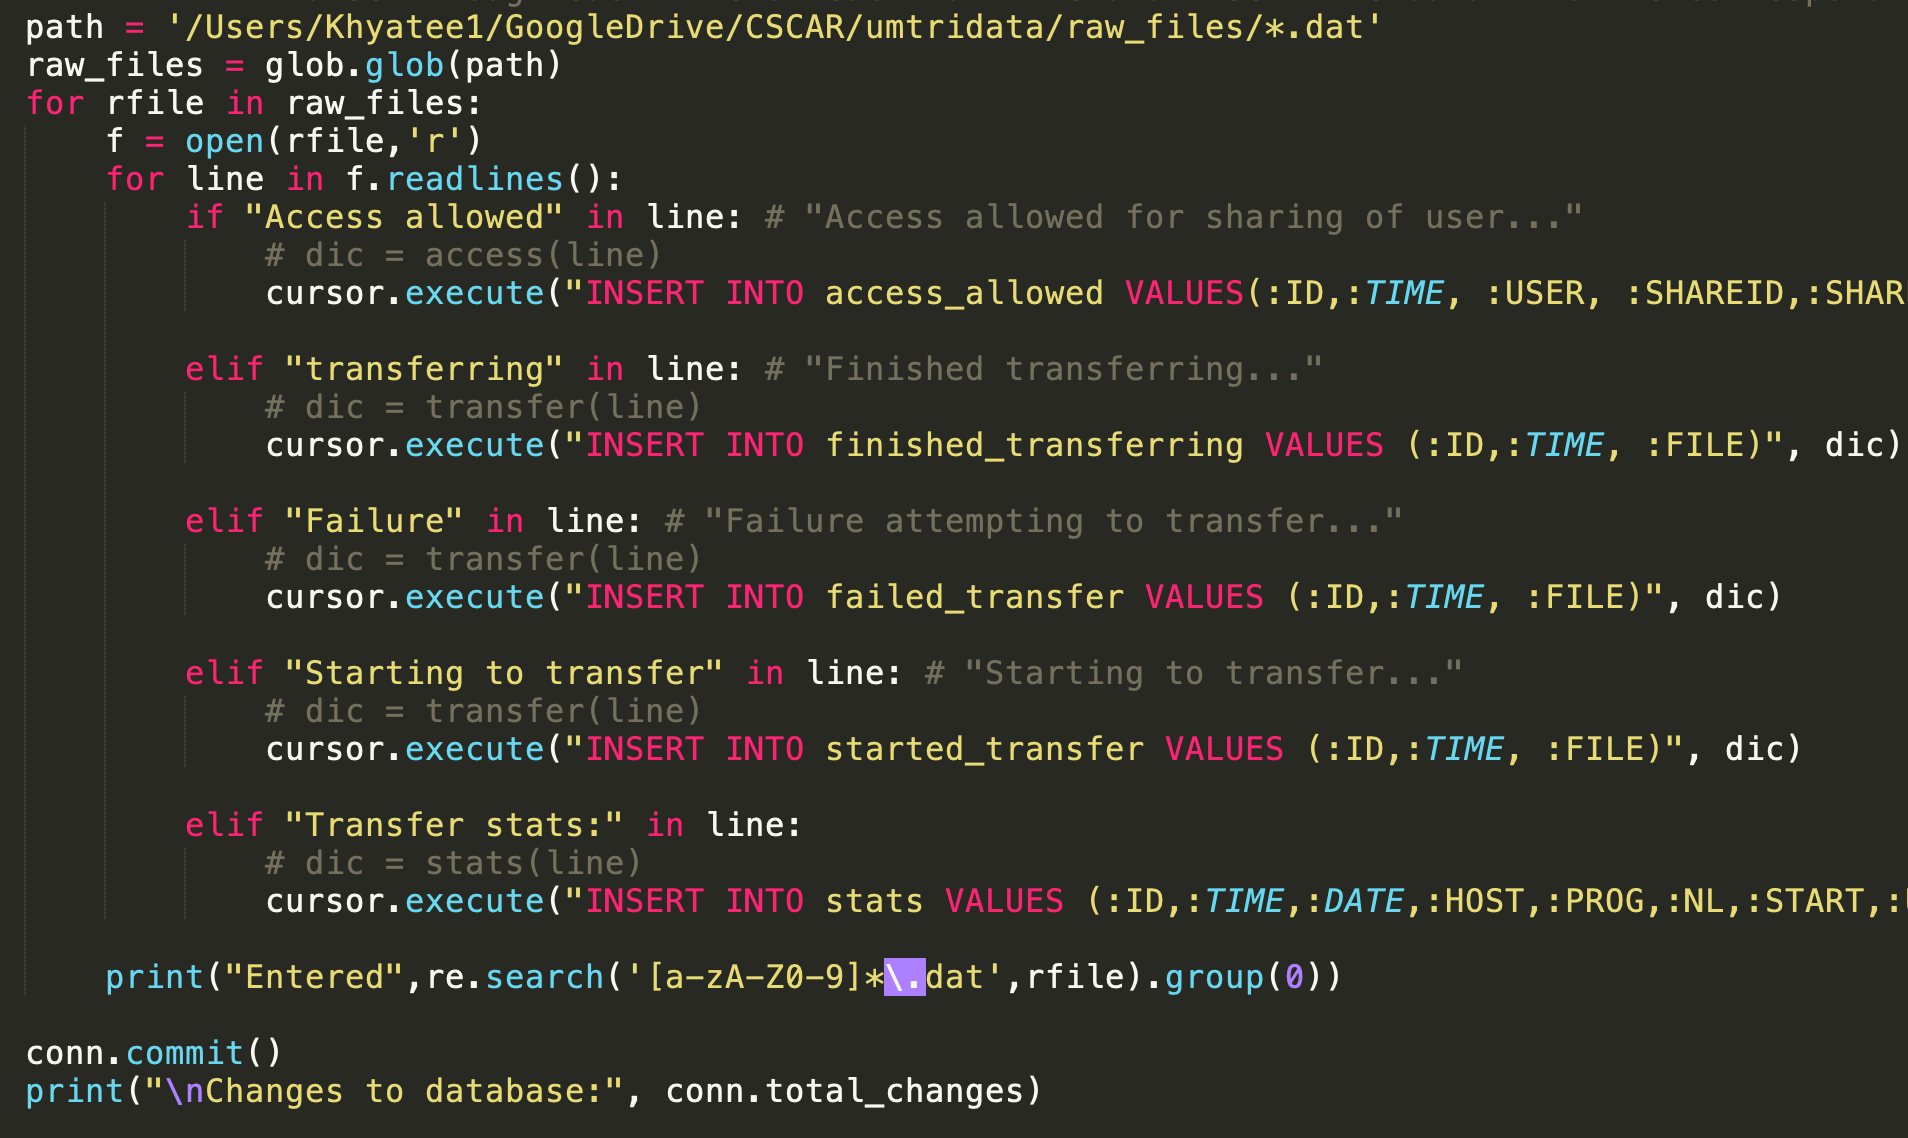 path = '/Users/Khyatee1/GoogleDrive/CSCAR/umtridata/raw_files/*.dat'
raw_files = glob.glob(path)
for rfile in raw_files:
    f = open(rfile,'r')
    for line in f.readlines():
        if "Access allowed" in line: # "Access allowed for sharing of user..."
            # dic = access(line)
            cursor.execute("INSERT INTO access_allowed VALUES(:ID,:TIME, :USER, :SHAREID,:SHAR
        elif "transferring" in line: # "Finished transferring..."
            # dic = transfer(line)
            cursor.execute("INSERT INTO finished_transferring VALUES (:ID,:TIME, :FILE)", dic)
        elif "Failure" in line: # "Failure attempting to transfer..."
            # dic = transfer(line)
            cursor.execute("INSERT INTO failed_transfer VALUES (:ID,:TIME, :FILE)", dic)
        elif "Starting to transfer" in line: # "Starting to transfer..."
            # dic = transfer(line)
            cursor.execute("INSERT INTO started_transfer VALUES (:ID,:TIME, :FILE)", dic)
        elif "Transfer stats:" in line:
            # dic = stats(line)
            cursor.execute("INSERT INTO stats VALUES (:ID,:TIME,:DATE,:HOST,:PROG,:NL,:START,:
    print("Entered",re.search('[a-zA-Z0-9]*\.dat',rfile).group(0))
conn.commit()
print("\nChanges to database:", conn.total_changes)